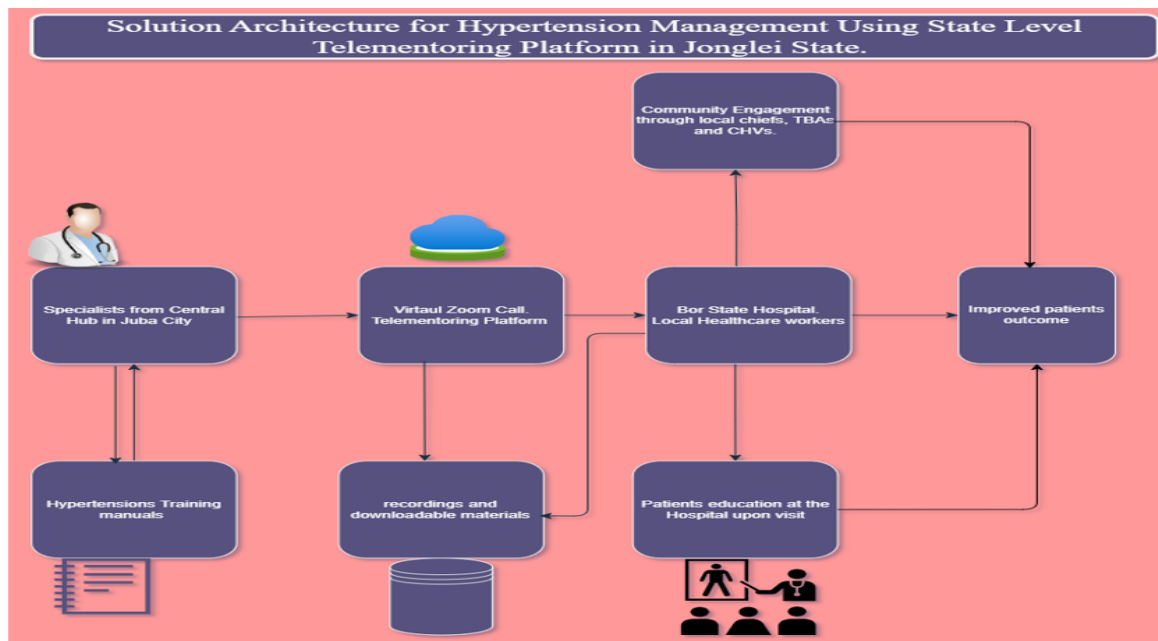 Solution Architecture for Hypertension Management Using State Level
Telementoring Platform in Jonglei State.
Community Engagement
through local chiefs, TBAs
and CHVs.
Specialists from Central
Hub in Juba City
Virtaul Zoom Call.
Telementoring Platform
Bor State Hospital.
Local Healthcare workers
Improved patients
outcome
Hypertensions Training
manuals
recordings and
downloadable materials
Patients education at the
Hospital upon visit